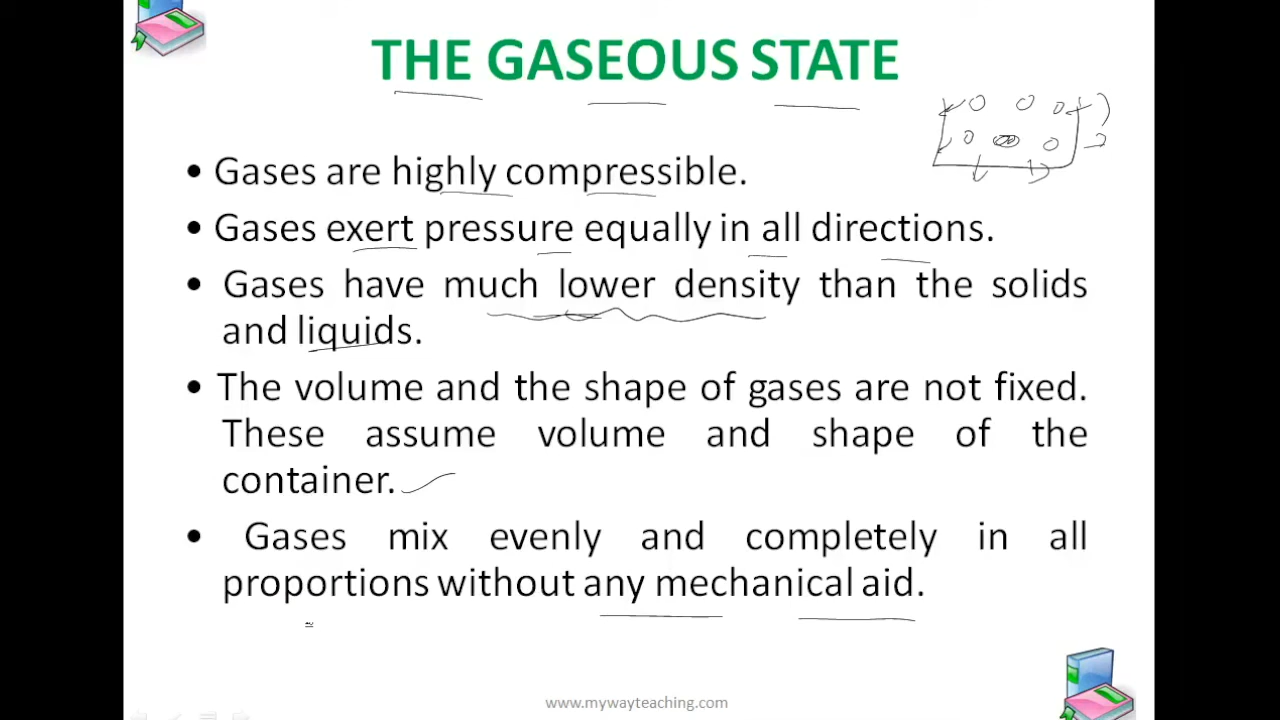 THE GASEOUS STATE
• Gases are highly compressible.
• Gases exert pressure equally in all directions.
• Gases have much lower density than the solids
and liquids.
• The volume and the shape of gases are not fixed.
These assume volume and shape of the
container.
• Gases mix evenly and completely in all
proportions without any mechanical aid.
www.mywayteaching.com